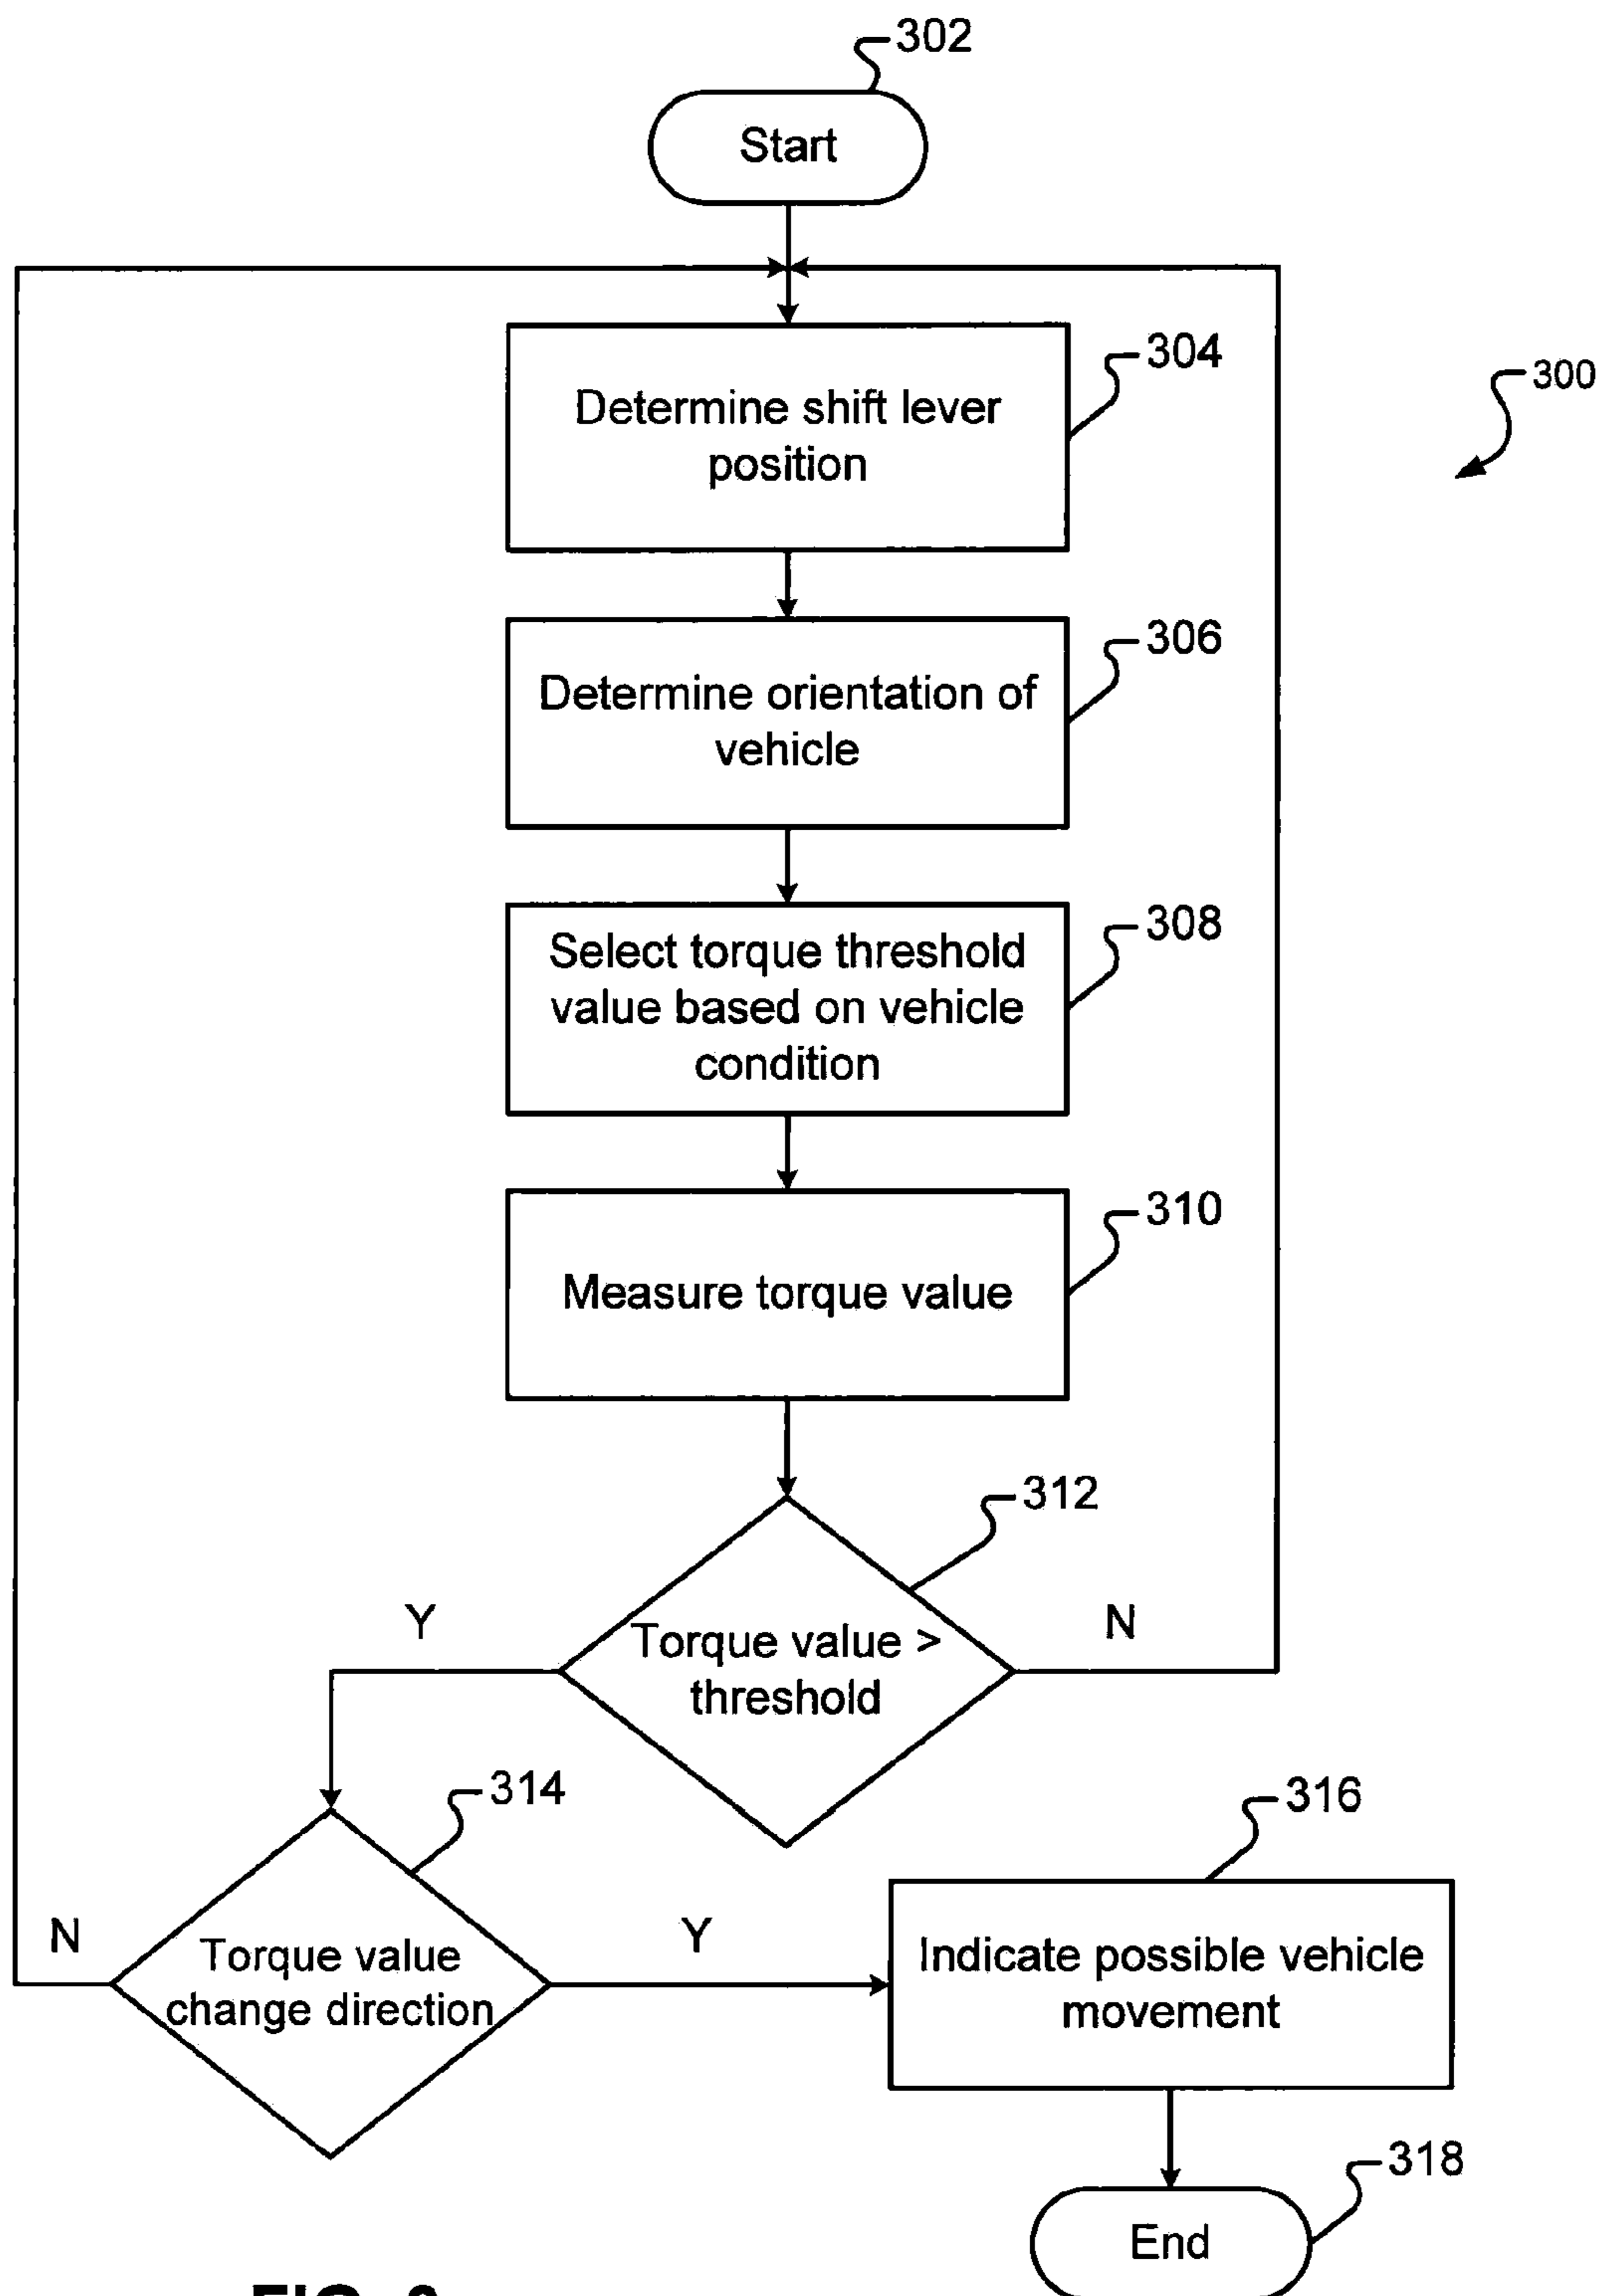 302
Start
304
Determine shift lever
position
300
306
Determine orientation of
vehicle
308
Select torque threshold
value based on vehicle
condition
310
Measure torque value
312
Y
Torque value >
threshold
N
314
316
N
Torque value
change direction
Y
Indicate possible vehicle
movement
318
End